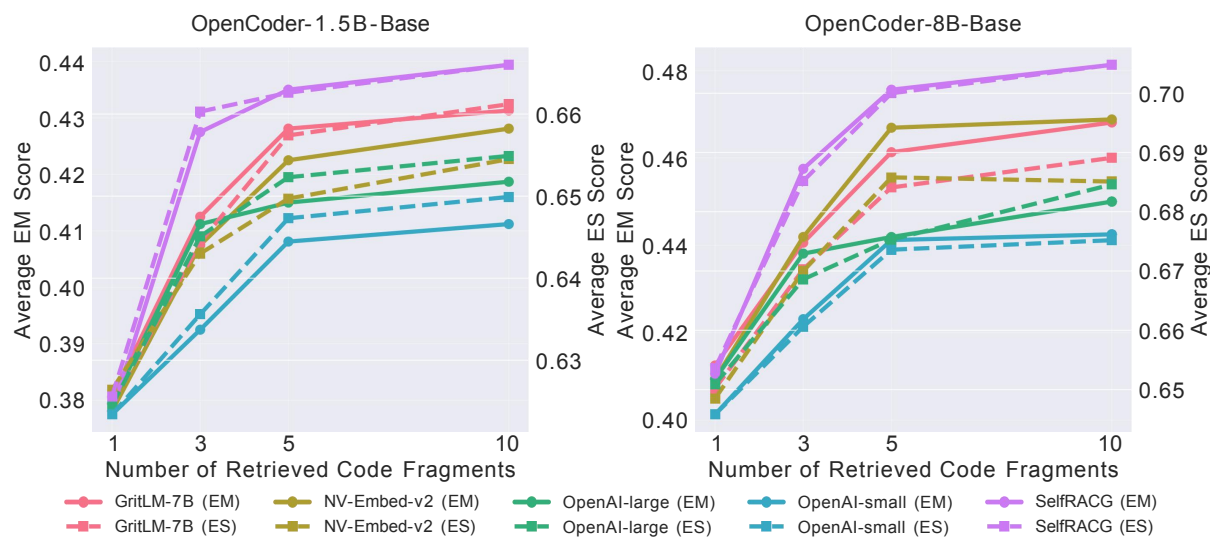 OpenCoder-1.5B-Base
OpenCoder-8B-Base
0.44
0.43
0.42
0.41
0.40
0.39
0.38
Average EM Score
0.66
0.65
0.64
0.63
Average ES Score
1
3
5
10
Number of Retrieved Code Fragments
0.48
0.46
0.44
0.42
0.40
Average EM Score
0.70
0.69
0.68
0.67
0.66
0.65
Average ES Score
1
3
5
10
Number of Retrieved Code Fragments
GritLM-7B (EM)
NV-Embed-v2 (EM)
OpenAI-large (EM)
OpenAI-small (EM)
SelfRACG (EM)
GritLM-7B (ES)
NV-Embed-v2 (ES)
OpenAI-large (ES)
OpenAI-small (ES)
SelfRACG (ES)